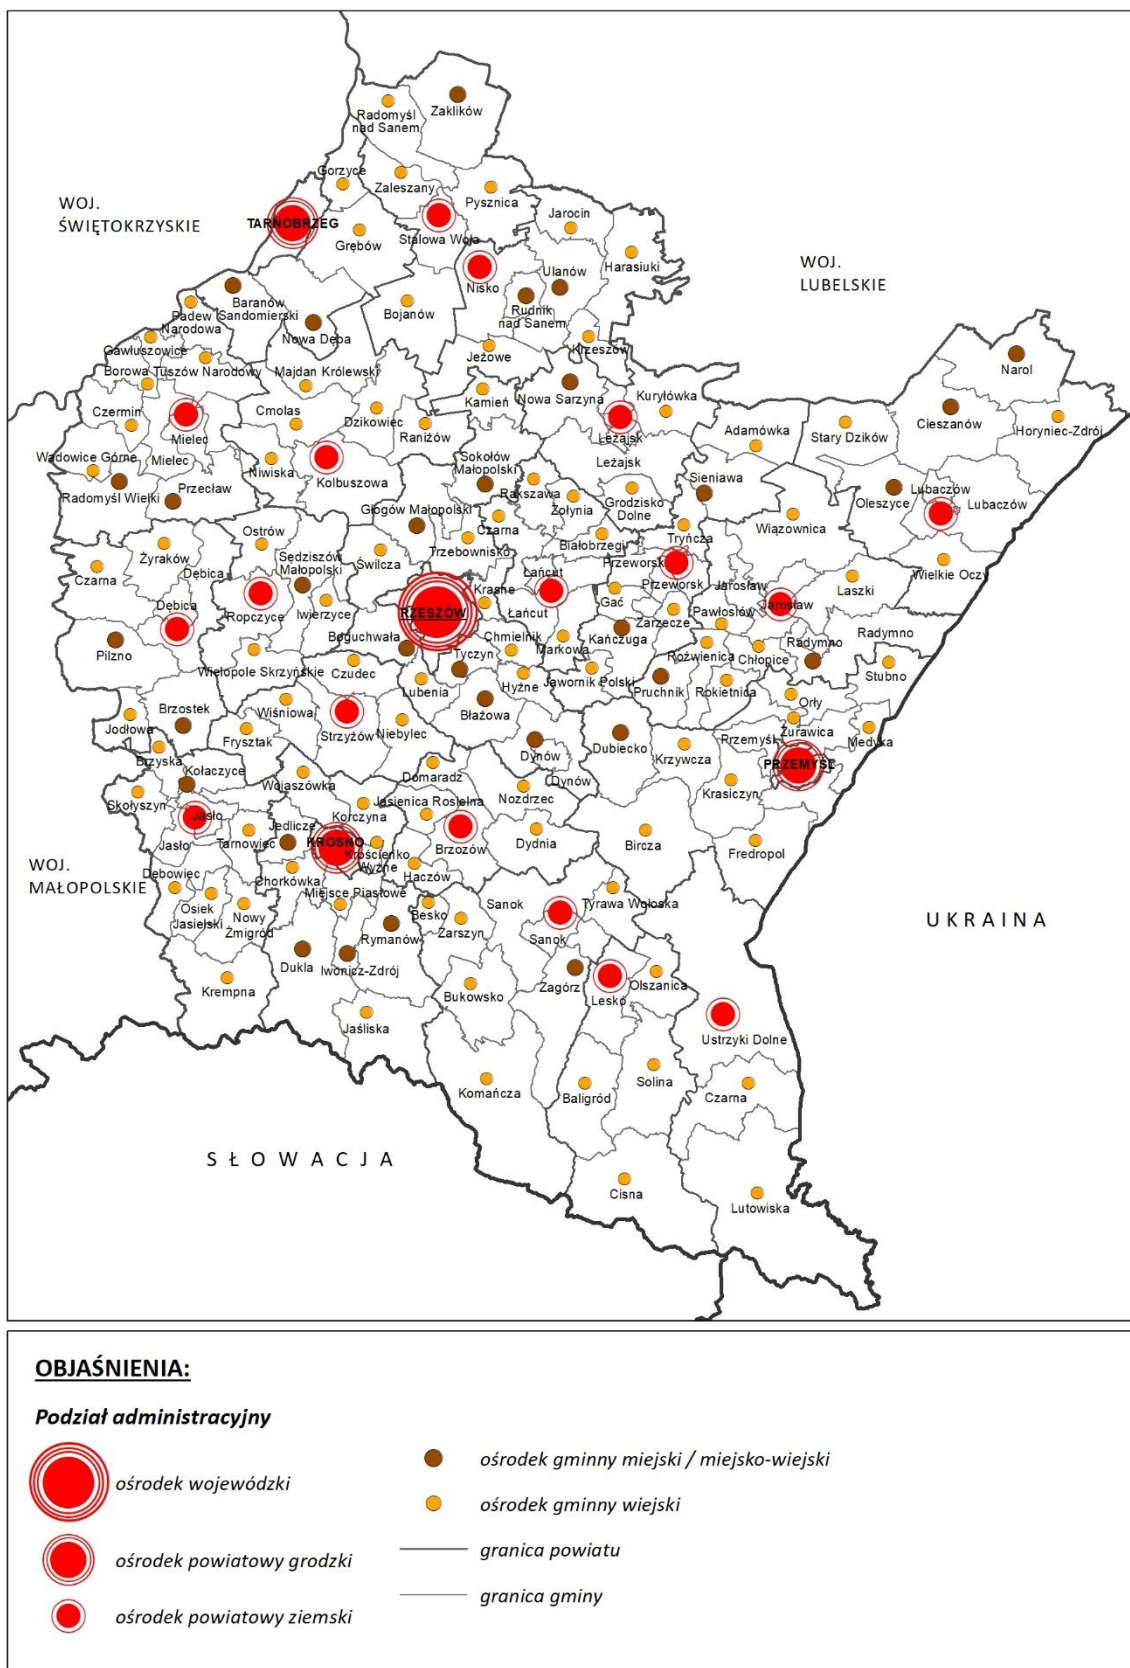 Zaklików
Radomyśl
nad Sanem
Gorzyce
Zaleszany
Pysznica
WOJ.
ŚWIĘTOKRZYSKIE
TARNOBRZEG
Grębów
Stalowa Wola
Jarocin
Harasiuki
WOJ.
LUBELSKIE
Nisko
Ulanów
Rudnik
nad Sanem
Baranów
Sandomierski
Padew
Narodowa
Nowa Dęba
Bojanów
Gawłuszowice
Jeżowe
Krzeszów
Borowa
Tuszów Narodowy
Majdan Królewski
Narol
Kamień
Nowa Sarzyna
Kuryłówka
Czermin
Mielec
Cmolas
Dzikowiec
Raniżów
Leżajsk
Adamówka
Stary Dzików
Cieszanów
Horyniec-Zdrój
Wadowice Górne
Mielec
Niwiska
Kolbuszowa
Sokołów
Małopolski
Leżajsk
Radomyśl Wielki
Przecław
Rakszawa
Żołynia
Grodzisko
Dolne
Sieniawa
Oleszyce
Lubaczów
Lubaczów
Głogów Małopolski
Czarna
Wiązownica
Ostrów
Trzebownisko
Białobrzegi
Tryńcza
Żyraków
Sędziszów
Małopolski
Świlcza
Czarna
Dębica
Przeworsk
Wielkie Oczy
Krasne
Łańcut
Przeworsk
Jarosław
Laszki
Dębica
Ropczyce
Iwierzyce
RZESZÓW
Łańcut
Gać
Zarzecze
Pawłosiów
Jarosław
Pilzno
Boguchwała
Chmielnik
Markowa
Kańczuga
Roźwienica
Chłopice
Radymno
Radymno
Wielopole Skrzyńskie
Czudec
Tyczyn
Stubno
Lubenia
Hyżne
Jawornik Polski
Pruchnik
Rokietnica
Brzostek
Wiśniowa
Błażowa
Orły
Jodłowa
Frysztak
Strzyżów
Niebylec
Dubiecko
Przemyśl
Żurawica
Medyka
Brzyska
Dynów
Krzywcza
PRZEMYŚL
Kołaczyce
Wojaszówka
Domaradz
Dynów
Krasiczyn
Skołyszyn
Korczyna
Jasienica Rosielna
Nozdrzec
Jasło
Jedlicze
KROSNO
Brzozów
Dydnia
Bircza
Fredropol
Jasło
Tarnowiec
Krościenko
Wyżne
WOJ.
MAŁOPOLSKIE
Dębowiec
Chorkówka
Haczów
Miejsce Piastowe
Osiek
Jasielski
Nowy
Żmigród
Besko
Zarszyn
Sanok
Tyrawa Wołoska
Rymanów
Sanok
UKRAINA
Krempna
Dukla
Iwonicz-Zdrój
Bukowsko
Zagórz
Lesko
Olszanica
Jaśliska
Ustrzyki Dolne
Komańcza
Baligród
Solina
Czarna
SŁOWACJA
Cisna
Lutowiska
OBJAŚNIENIA:
Podział administracyjny
ośrodek wojewódzki
ośrodek powiatowy grodzki
ośrodek powiatowy ziemski
ośrodek gminny miejski / miejsko-wiejski
ośrodek gminny wiejski
granica powiatu
granica gminy